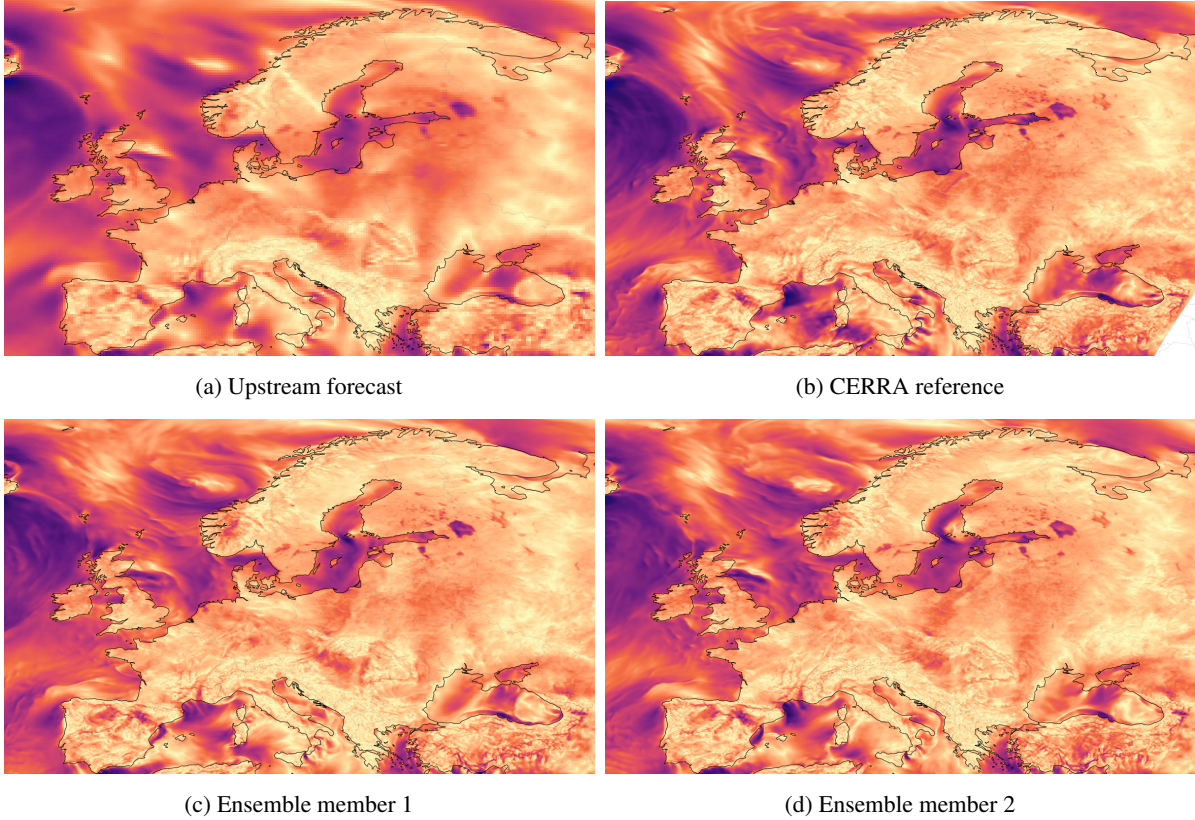 (a) Upstream forecast
(b) CERRA reference
(c) Ensemble member 1
(d) Ensemble member 2